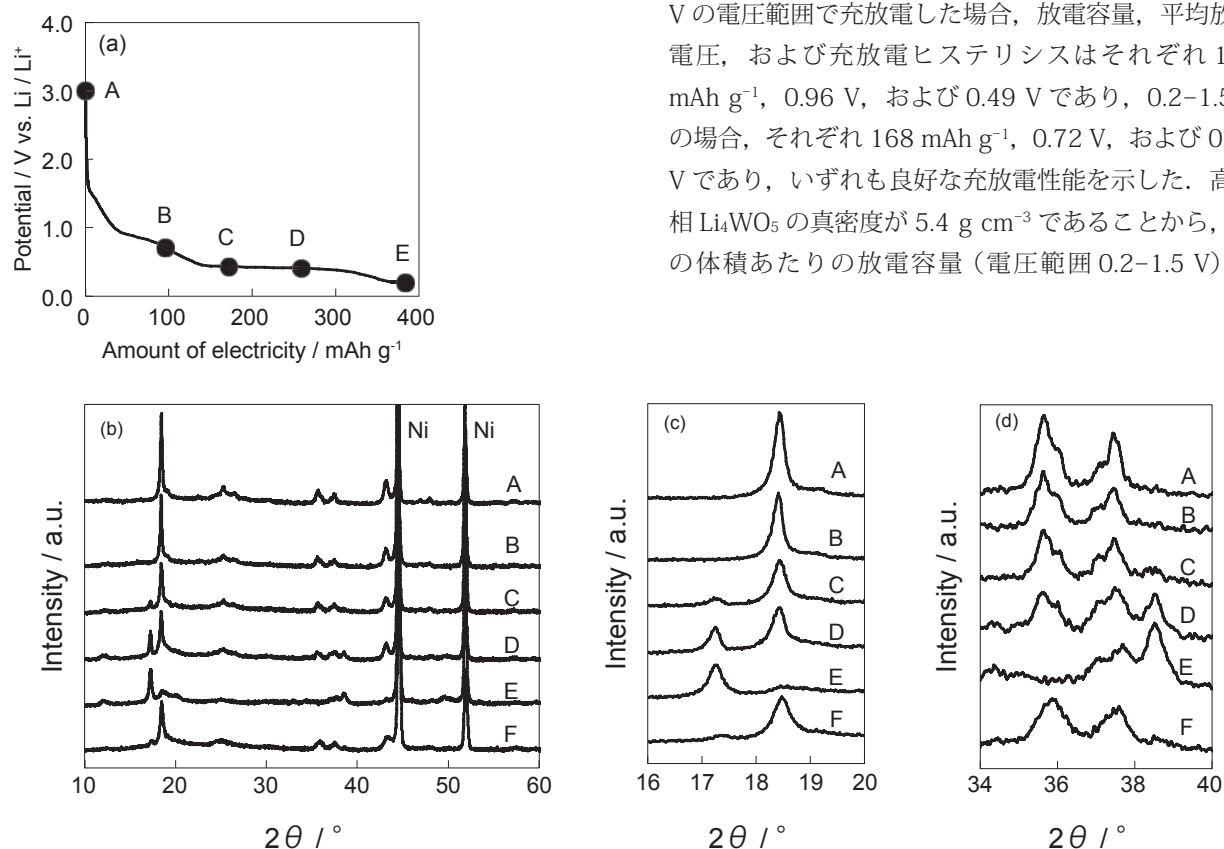 4.0
(a)
3.0
A
2.0
B
1.0
C
D
E
0.0
0
100
200
300
400
Potential / V vs. Li / Li⁺
Amount of electricity / mAh g⁻¹
V の電圧範囲で充放電した場合，放電容量，平均放
電圧，および充放電ヒステリシスはそれぞれ 1
mAh g⁻¹，0.96 V，および 0.49 V であり，0.2–1.5
の場合，それぞれ 168 mAh g⁻¹，0.72 V，および 0.
V であり，いずれも良好な充放電性能を示した．高
相 Li₄WO₅ の真密度が 5.4 g cm⁻³ であることから，
の体積あたりの放電容量（電圧範囲 0.2–1.5 V）
(b)
Ni
Ni
A
B
C
D
E
F
Intensity / a.u.
10
20
30
40
50
60
2θ / °
(c)
A
B
C
D
E
F
Intensity / a.u.
16
17
18
19
20
2θ / °
(d)
A
B
C
D
E
F
Intensity / a.u.
34
36
38
40
2θ / °